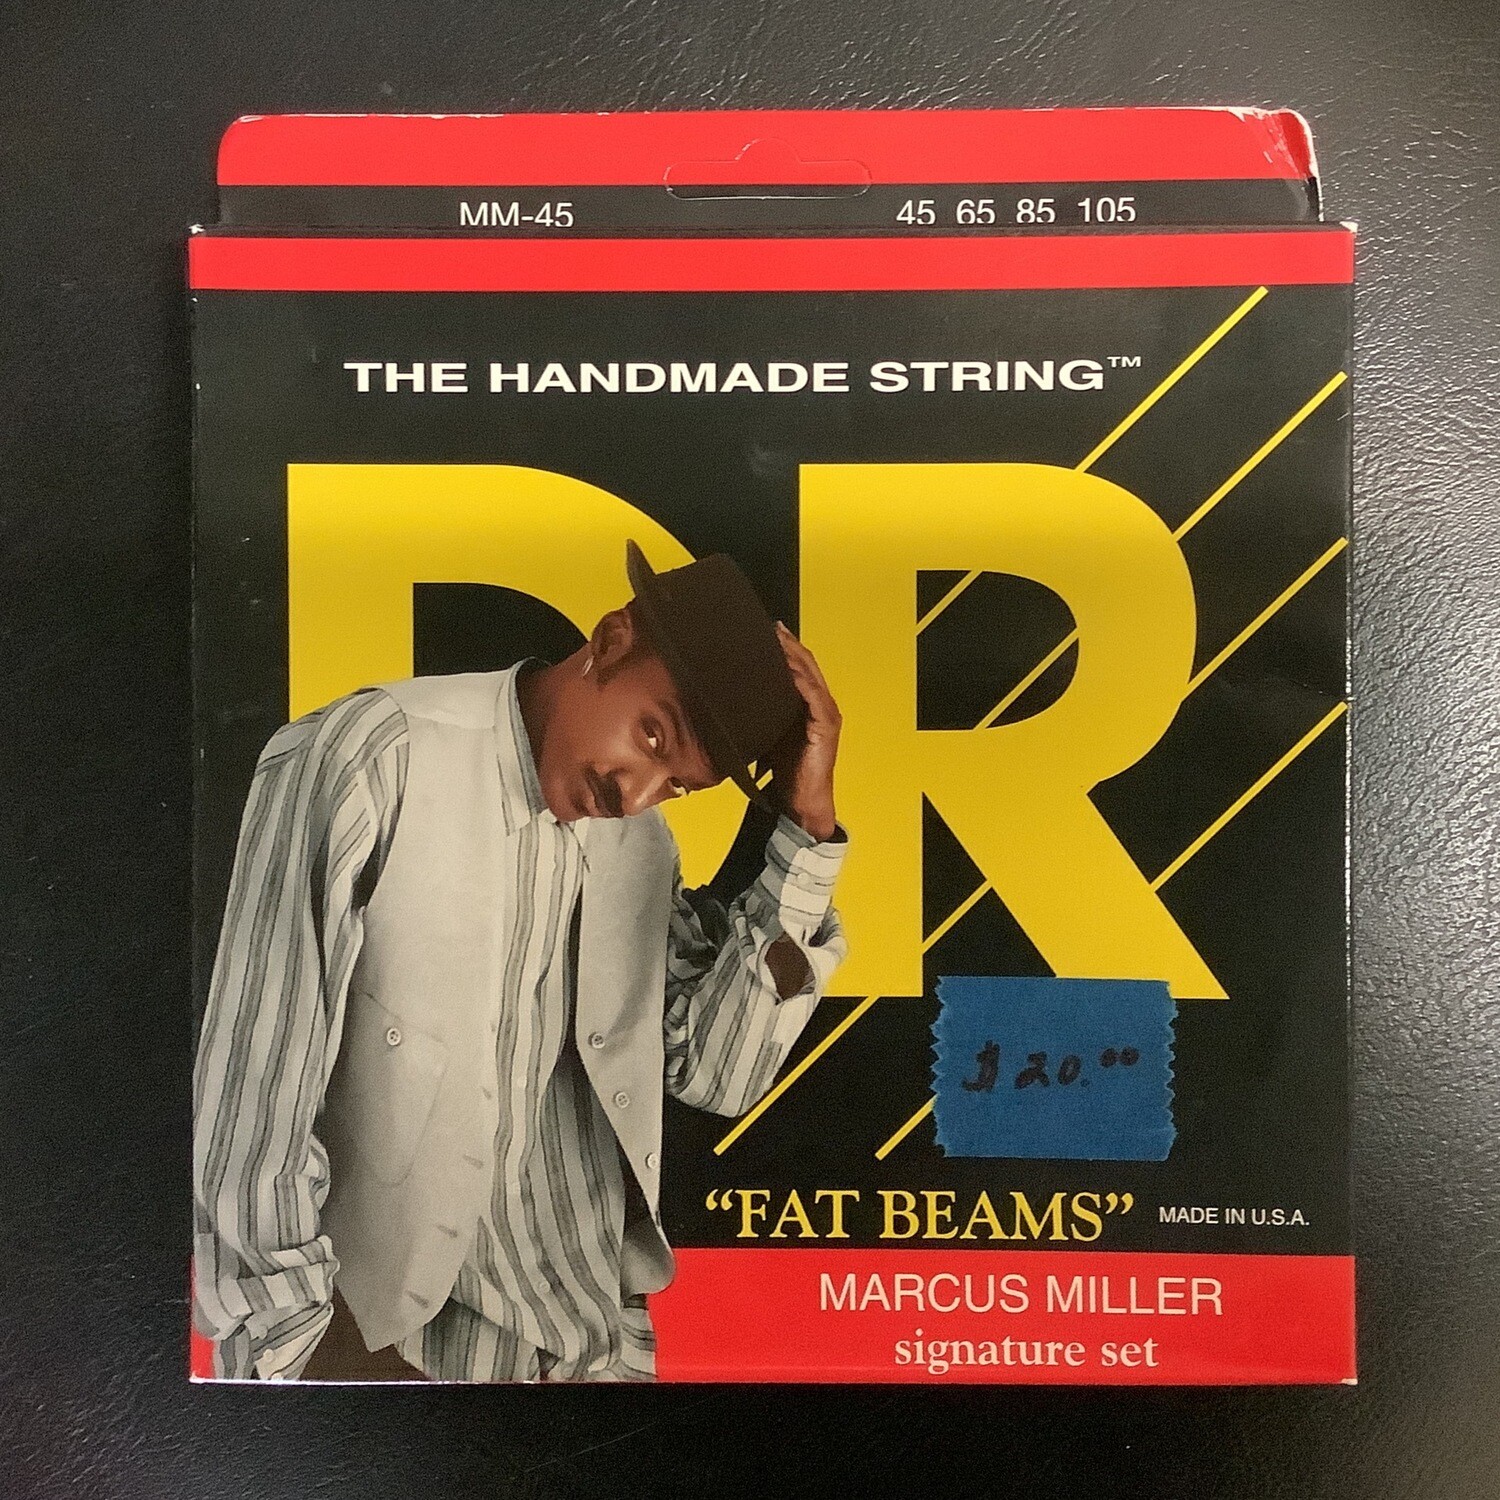 MM-45 45 65 85 105
THE HANDMADE STRING™
DR
$20.00
“FAT BEAMS” MADE IN U.S.A.
MARCUS MILLER
signature set